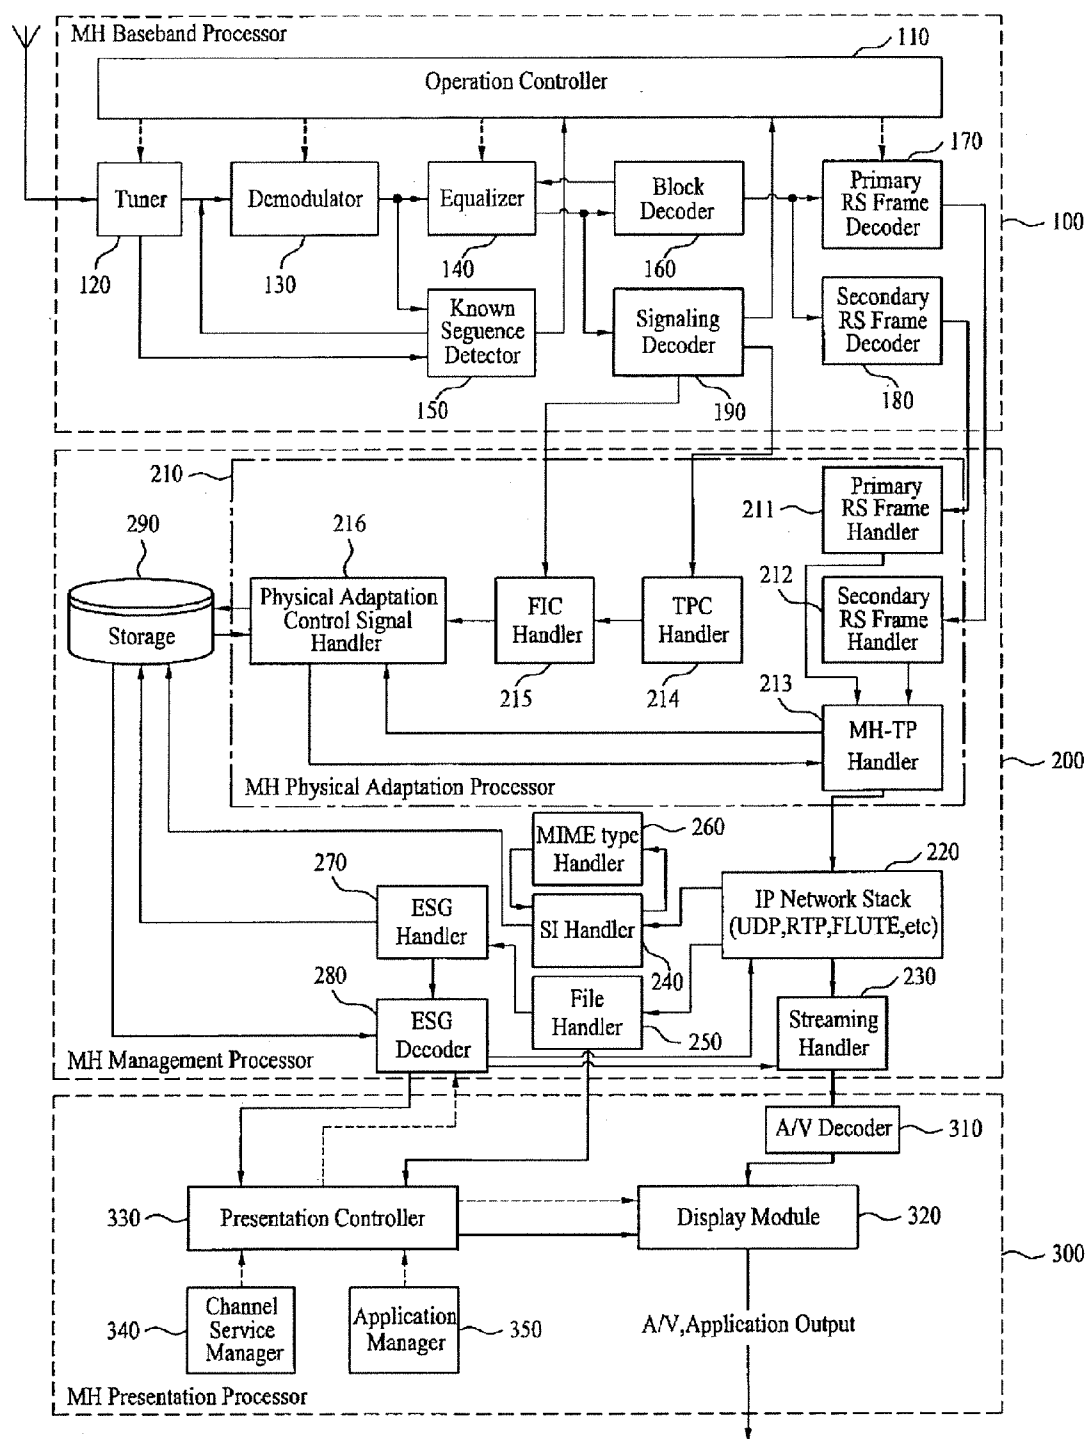 MH Baseband Processor
110
Operation Controller
170
Tuner
Demodulator
Equalizer
Block
Decoder
Primary
RS Frame
Decoder
100
120
130
140
160
Known
Seguence
Detector
Signaling
Decoder
Secondary
RS Frame
Decoder
150
190
180
210
Primary
RS Frame
Handler
211
290
216
212
Storage
Physical Adaptation
Control Signal
Handler
FIC
Handler
TPC
Handler
Secondary
RS Frame
Handler
215
214
213
MH-TP
Handler
200
MH Physical Adaptation Processor
MIME type
Handler
260
270
220
ESG
Handler
SI Handler
IP Network Stack
(UDP,RTP,FLUTE,etc)
240
280
230
ESG
Decoder
File
Handler
250
Streaming
Handler
MH Management Processor
A/V Decoder
310
330
Presentation Controller
Display Module
320
300
340
Channel
Service
Manager
Application
Manager
350
A/V,Application Output
MH Presentation Processor